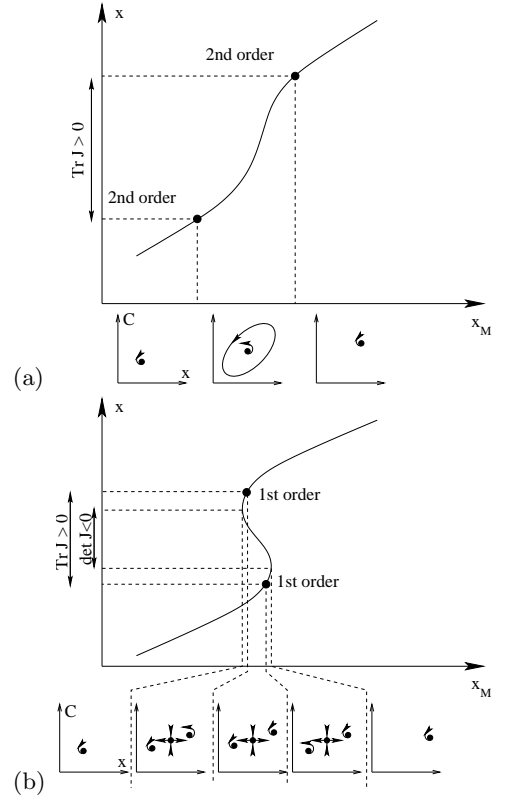 x
2nd order
Tr J > 0
2nd order
x_M
C
x
(a)
x
1st order
Tr J > 0
det J<0
1st order
x_M
C
x
(b)